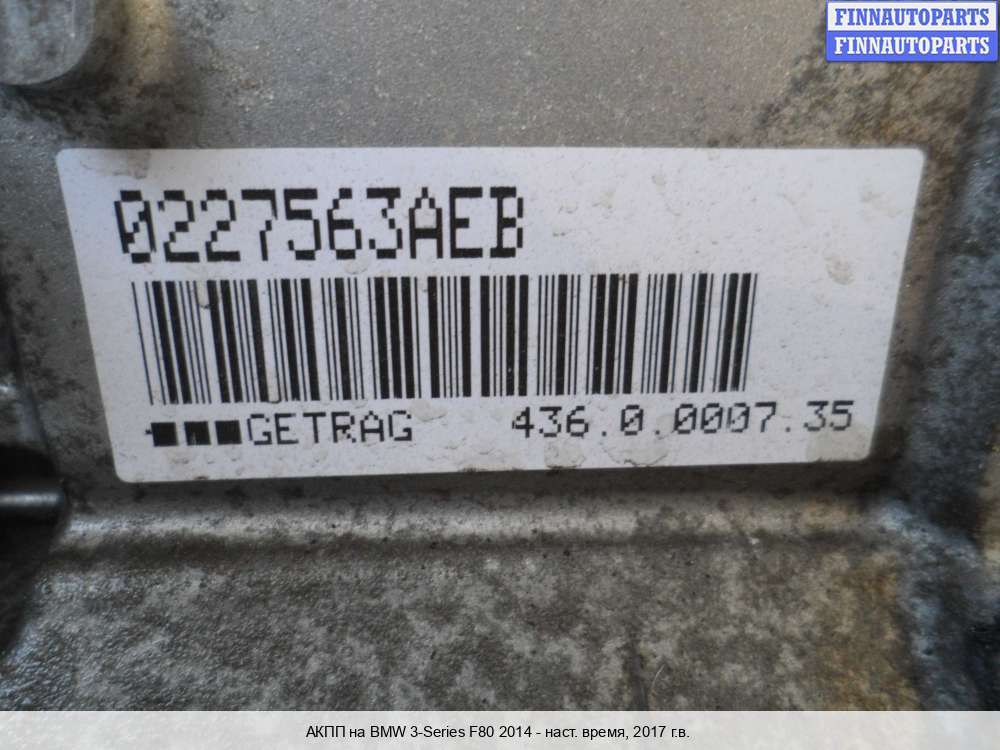 FINNAUTOPARTS
FINNAUTOPARTS
0227563AEB
GETRAG 436.0.0007.35
АКПП на BMW 3-Series F80 2014 - наст. время, 2017 г.в.